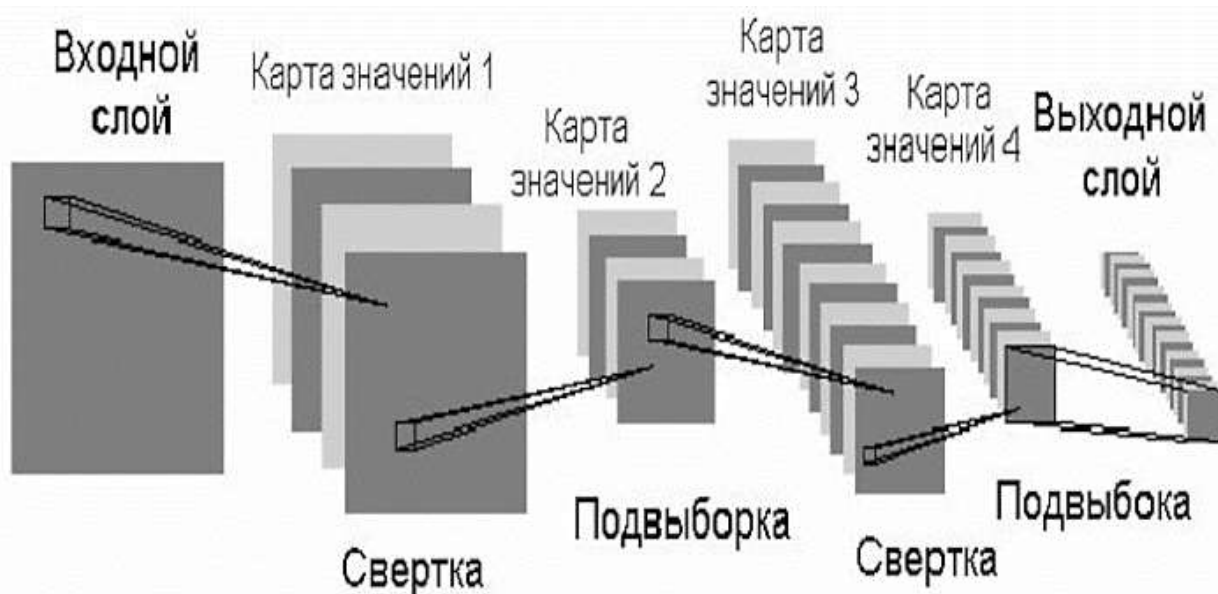 Входной
слой
Карта значений 1
Карта
значений 2
Карта
значений 3
Карта
значений 4
Выходной
слой
Свертка
Подвыборка
Свертка
Подвыбока